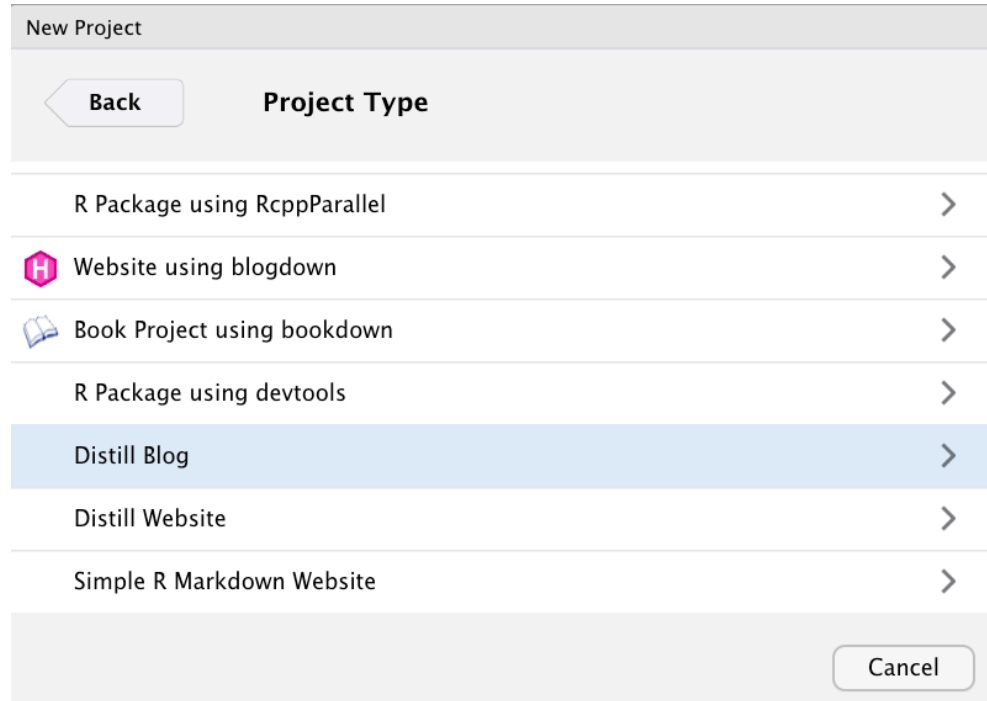 New Project
Back
Project Type
R Package using RcppParallel
H
Website using blogdown
Book Project using bookdown
R Package using devtools
Distill Blog
Distill Website
Simple R Markdown Website
Cancel